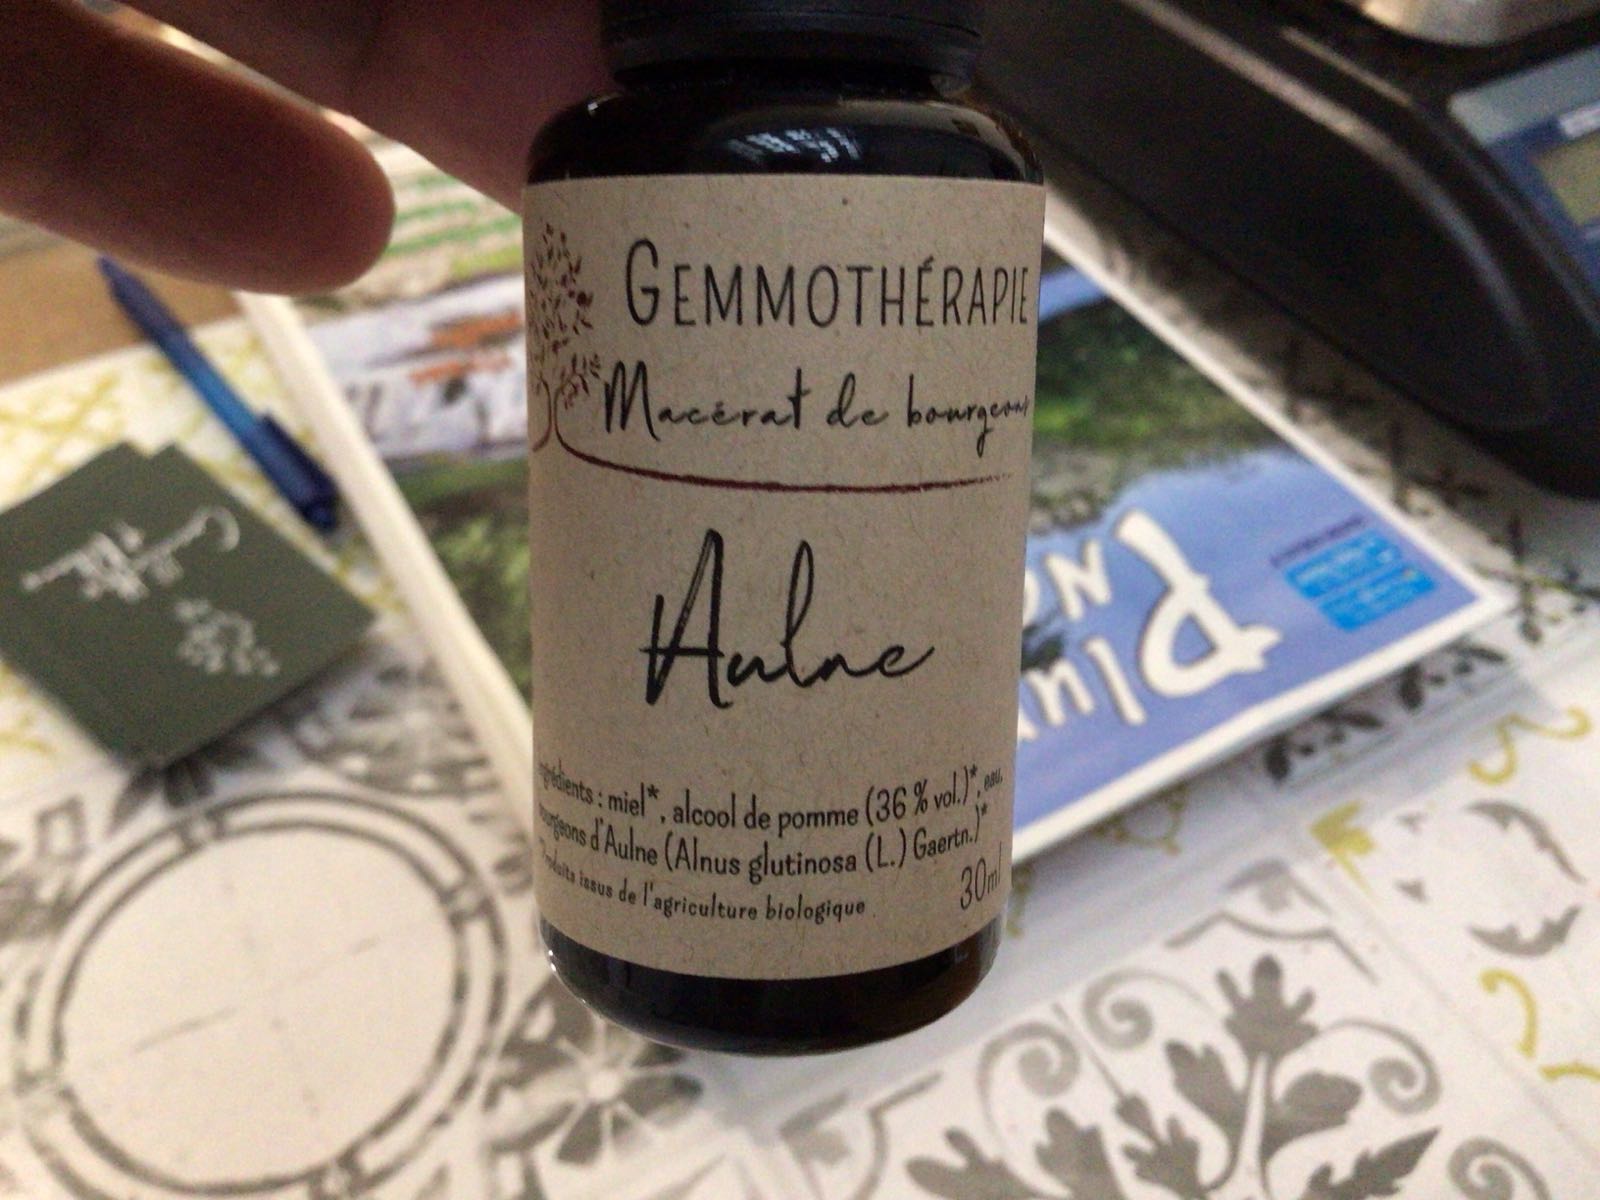 GEMMOTHÉRAPIE
Macérat de bourgeons
Aulne
Ingrédients : miel*, alcool de pomme (36 % vol.)*, eau,
bourgeons d'Aulne (Alnus glutinosa (L.) Gaertn.)*
*Produits issus de l'agriculture biologique
30ml